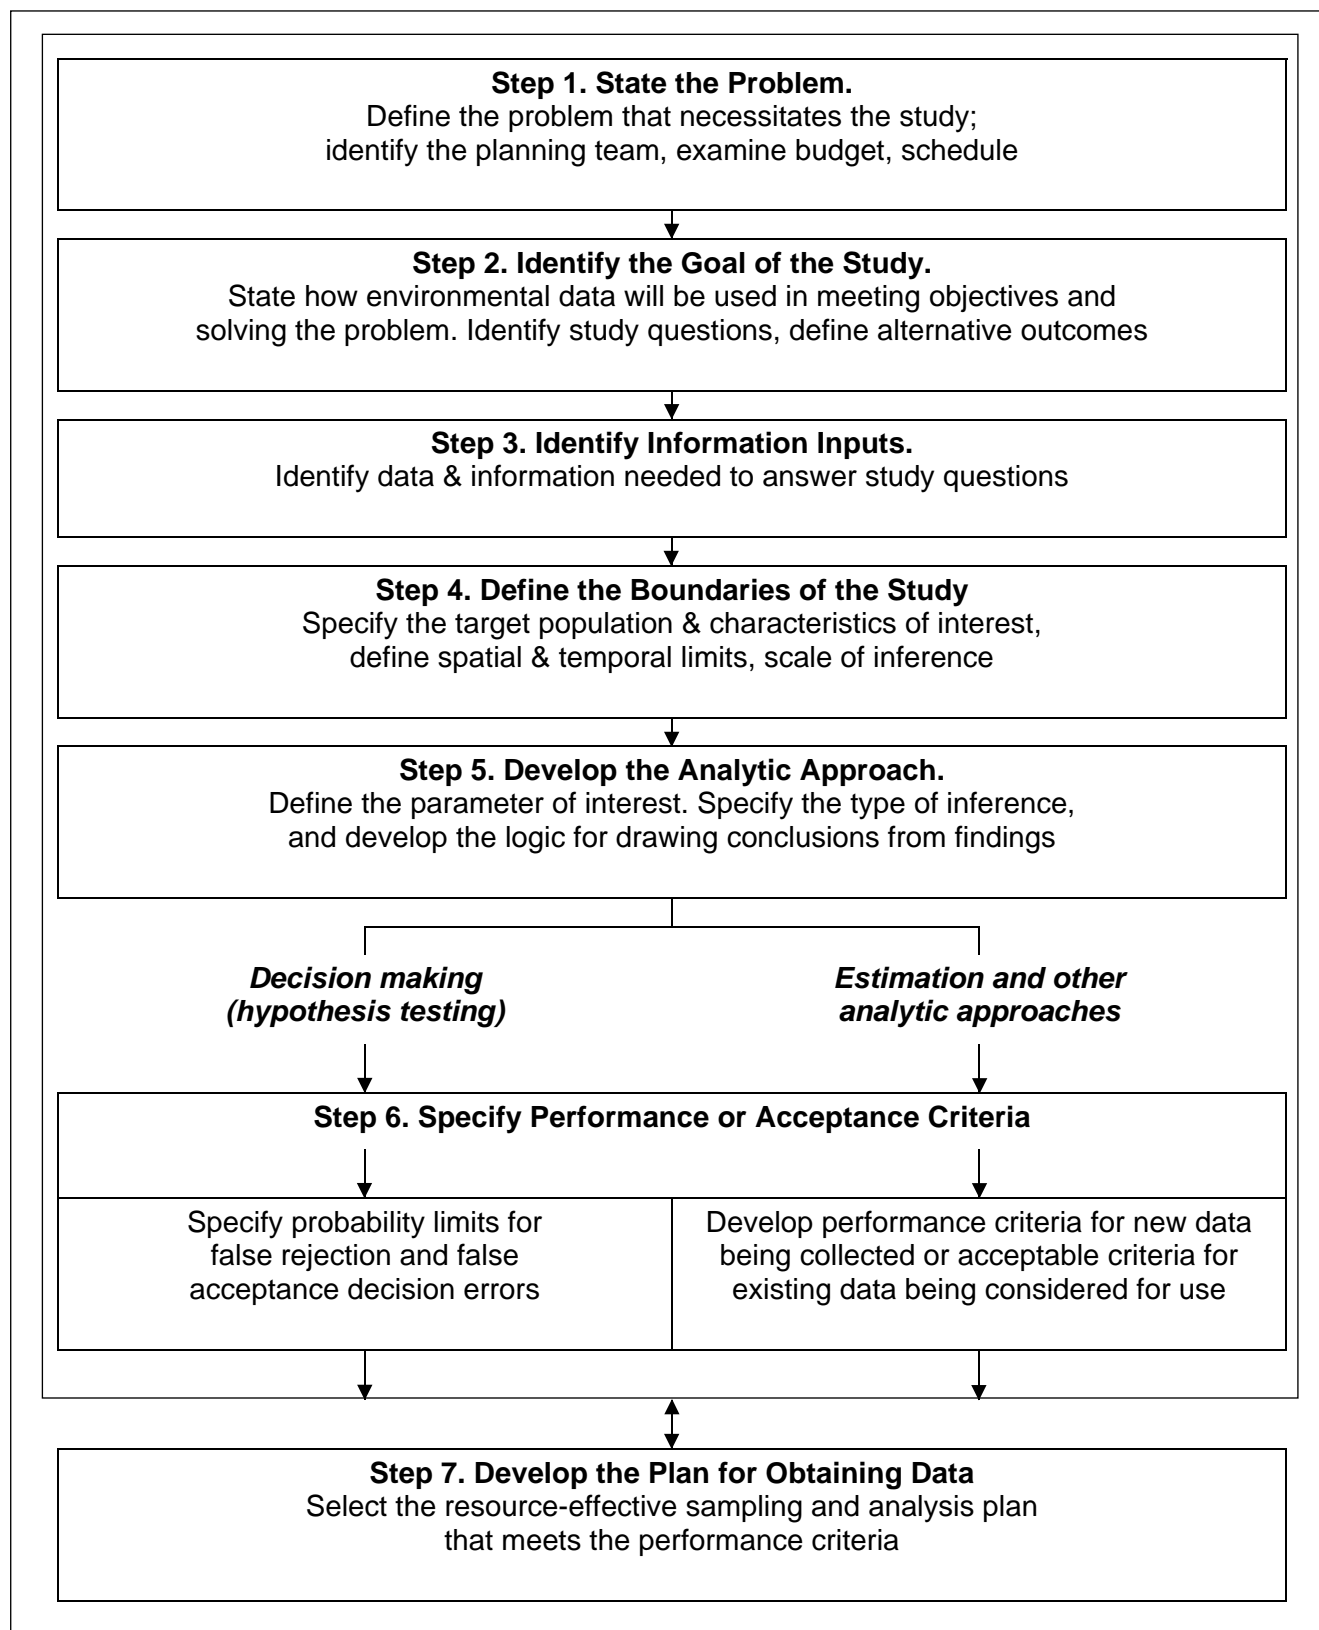 Step 1. State the Problem.
Define the problem that necessitates the study;
identify the planning team, examine budget, schedule
Step 2. Identify the Goal of the Study.
State how environmental data will be used in meeting objectives and
solving the problem. Identify study questions, define alternative outcomes
Step 3. Identify Information Inputs.
Identify data & information needed to answer study questions
Step 4. Define the Boundaries of the Study
Specify the target population & characteristics of interest,
define spatial & temporal limits, scale of inference
Step 5. Develop the Analytic Approach.
Define the parameter of interest. Specify the type of inference,
and develop the logic for drawing conclusions from findings
Decision making
(hypothesis testing)
Estimation and other
analytic approaches
Step 6. Specify Performance or Acceptance Criteria
Specify probability limits for
false rejection and false
acceptance decision errors
Develop performance criteria for new data
being collected or acceptable criteria for
existing data being considered for use
Step 7. Develop the Plan for Obtaining Data
Select the resource-effective sampling and analysis plan
that meets the performance criteria